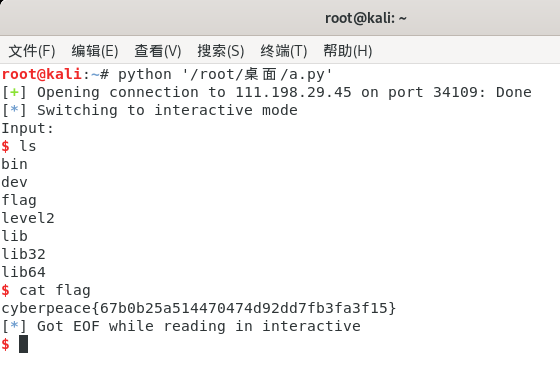 root@kali: ~
文件(F) 编辑(E) 查看(V) 搜索(S) 终端(T) 帮助(H)
root@kali:~# python '/root/桌面/a.py'
[+] Opening connection to 111.198.29.45 on port 34109: Done
[*] Switching to interactive mode
Input:
$ ls
bin
dev
flag
level2
lib
lib32
lib64
$ cat flag
cyberpeace{67b0b25a514470474d92dd7fb3fa3f15}
[*] Got EOF while reading in interactive
$